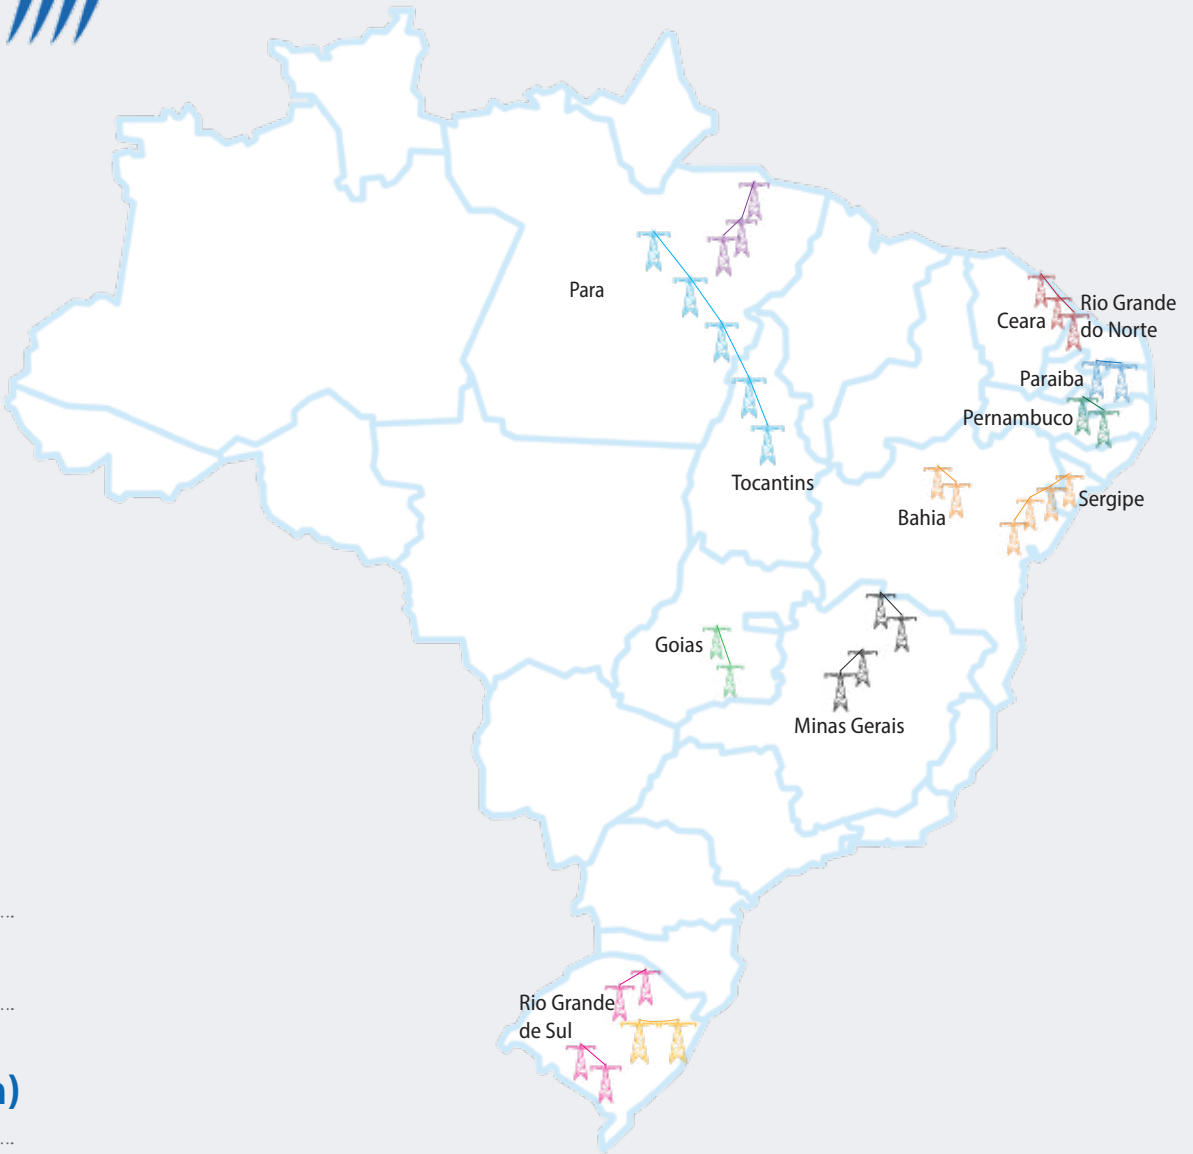 Para
Ceara
Rio Grande
do Norte
Paraiba
Pernambuco
Tocantins
Bahia
Sergipe
Goias
Minas Gerais
Rio Grande
de Sul
)